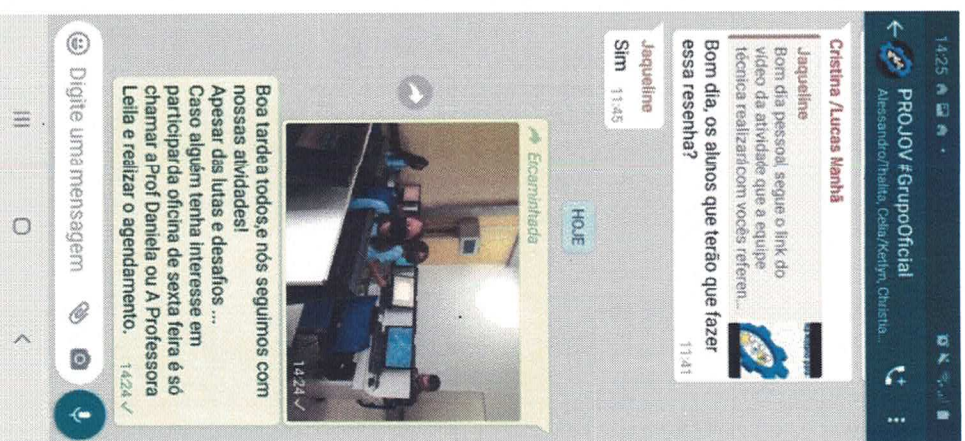 14:25
PROJOV#GrupoOficial
Alessandro/Thalita, Celia/Ketlyn, Christia...
Cristina /Lucas Manhã
Jaqueline
Bom dia pessoal, segue o link do
vídeo da atividade que a equipe
técnica realizará com vocês referen...
Bom dia, os alunos que terão que fazer
essa resenha?
11:41
Jaqueline
Sim 11:45
HOJE
Encaminhada
14:24
Boa tarde a todos,e nós seguimos com
nossas atividades!
Apesar das lutas e desafios ...
Caso alguém tenha interesse em
participar da oficina de sexta feira é só
chamar a Prof Daniela ou A Professora
Leila e realizar o agendamento.
14:24
Digite uma mensagem